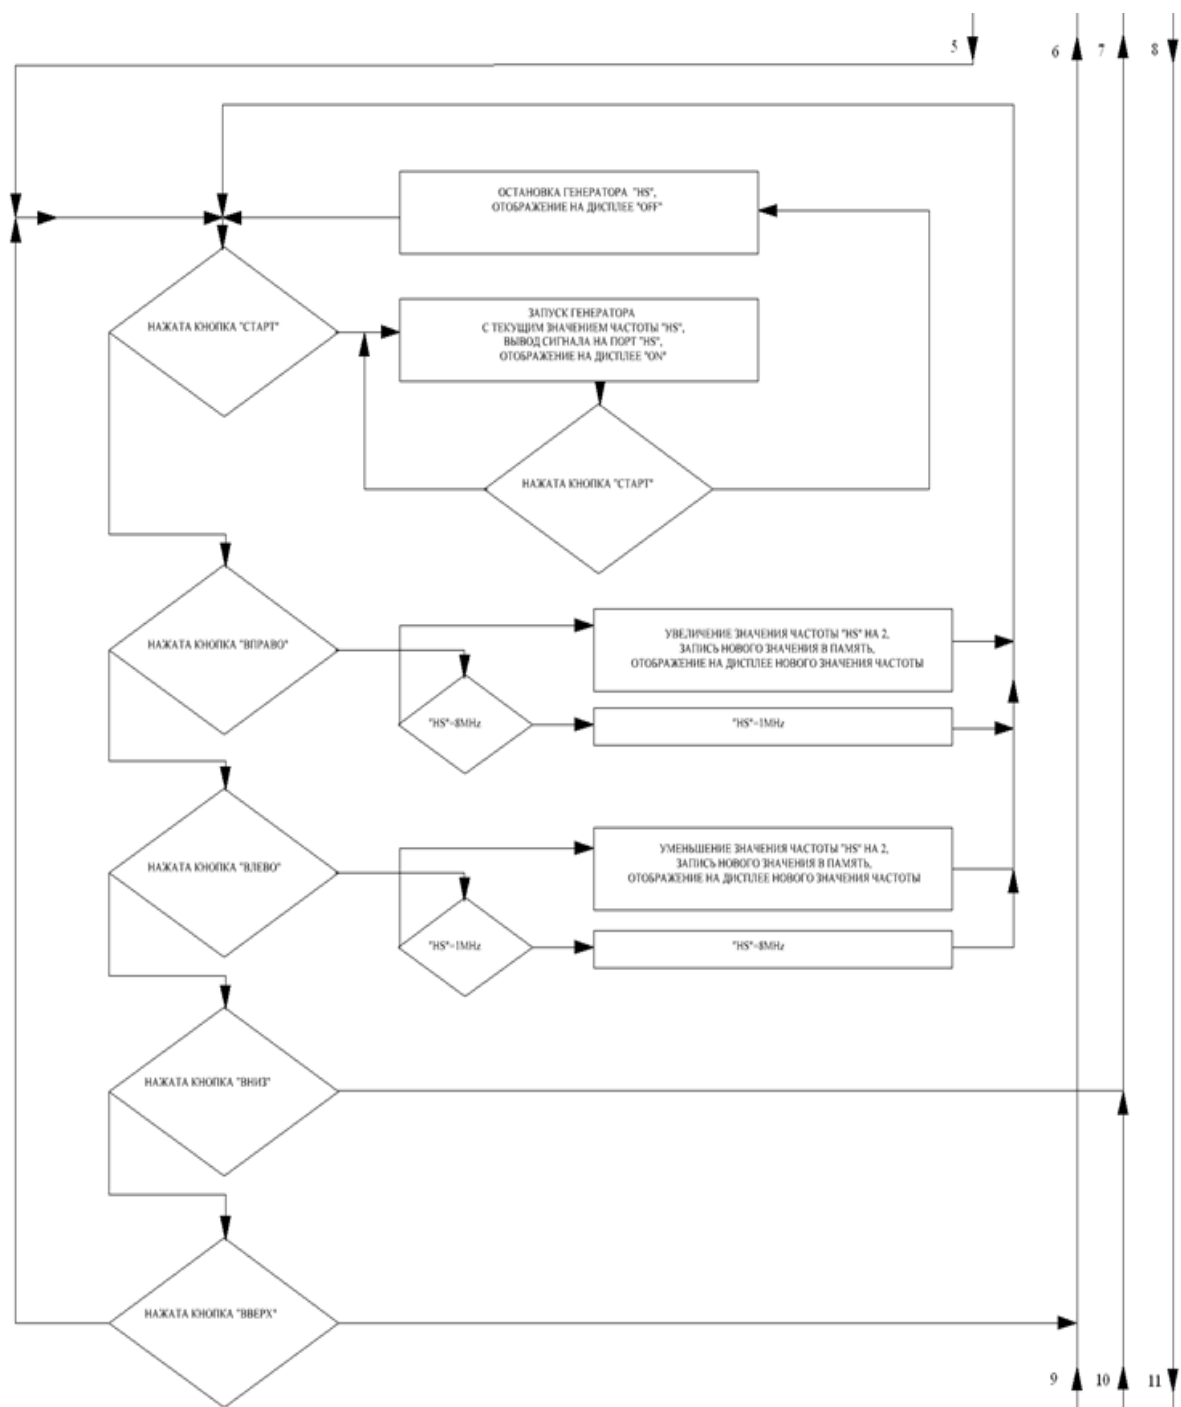 5
6
7
8
ОСТАНОВКА ГЕНЕРАТОРА "HS",
ОТОБРАЖЕНИЕ НА ДИСПЛЕЕ "OFF"
НАЖАТА КНОПКА "СТАРТ"
ЗАПУСК ГЕНЕРАТОРА
С ТЕКУЩИМ ЗНАЧЕНИЕМ ЧАСТОТЫ "HS",
ВЫВОД СИГНАЛА НА ПОРТ "HS",
ОТОБРАЖЕНИЕ НА ДИСПЛЕЕ "ON"
НАЖАТА КНОПКА "СТАРТ"
НАЖАТА КНОПКА "ВПРАВО"
УВЕЛИЧЕНИЕ ЗНАЧЕНИЯ ЧАСТОТЫ "HS" НА 2,
ЗАПИСЬ НОВОГО ЗНАЧЕНИЯ В ПАМЯТЬ,
ОТОБРАЖЕНИЕ НА ДИСПЛЕЕ НОВОГО ЗНАЧЕНИЯ ЧАСТОТЫ
"HS"=8MHz
"HS"=1MHz
НАЖАТА КНОПКА "ВЛЕВО"
УМЕНЬШЕНИЕ ЗНАЧЕНИЯ ЧАСТОТЫ "HS" НА 2,
ЗАПИСЬ НОВОГО ЗНАЧЕНИЯ В ПАМЯТЬ,
ОТОБРАЖЕНИЕ НА ДИСПЛЕЕ НОВОГО ЗНАЧЕНИЯ ЧАСТОТЫ
"HS"=1MHz
"HS"=8MHz
НАЖАТА КНОПКА "ВНИЗ"
НАЖАТА КНОПКА "ВВЕРХ"
9
10
11